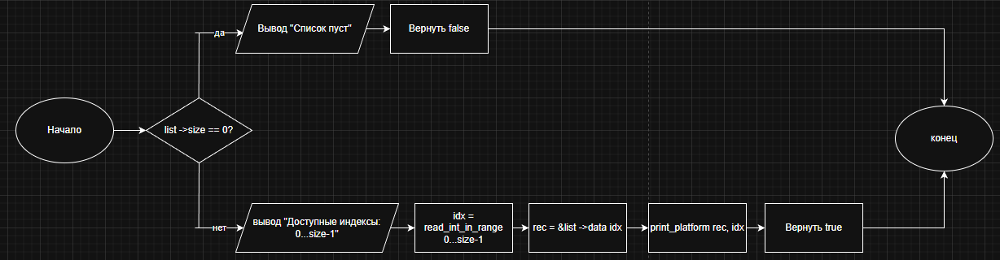 Начало
list ->size == 0?
да
Вывод "Список пуст"
Вернуть false
нет
вывод "Доступные индексы:
0...size-1"
idx =
read_int_in_range
0...size-1
rec = &list ->data idx
print_platform rec, idx
Вернуть true
конец